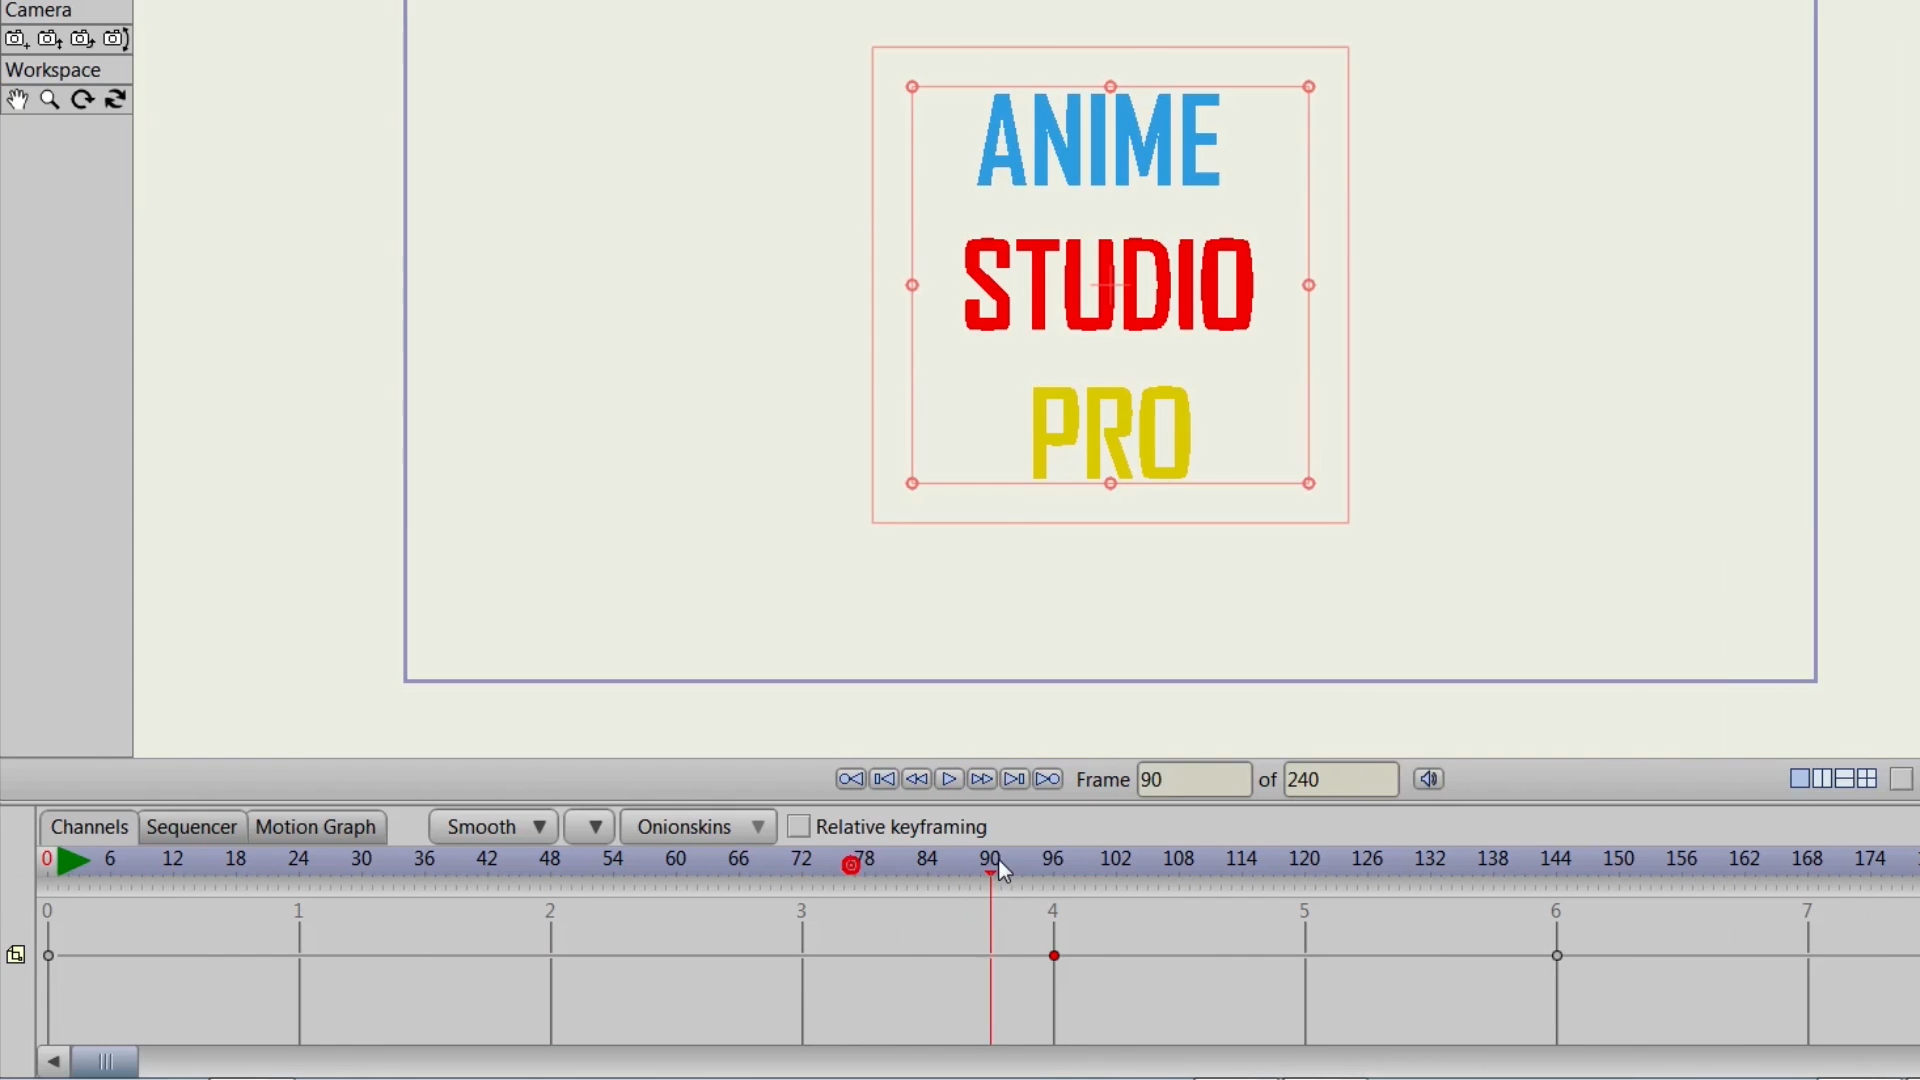 Camera
Workspace
ANIME
STUDIO
PRO
Frame 90 of 240
Channels Sequencer Motion Graph Smooth Onionskins Relative keyframing
0 6 12 18 24 30 36 42 48 54 60 66 72 78 84 90 96 102 108 114 120 126 132 138 144 150 156 162 168 174
0 1 2 3 4 5 6 7